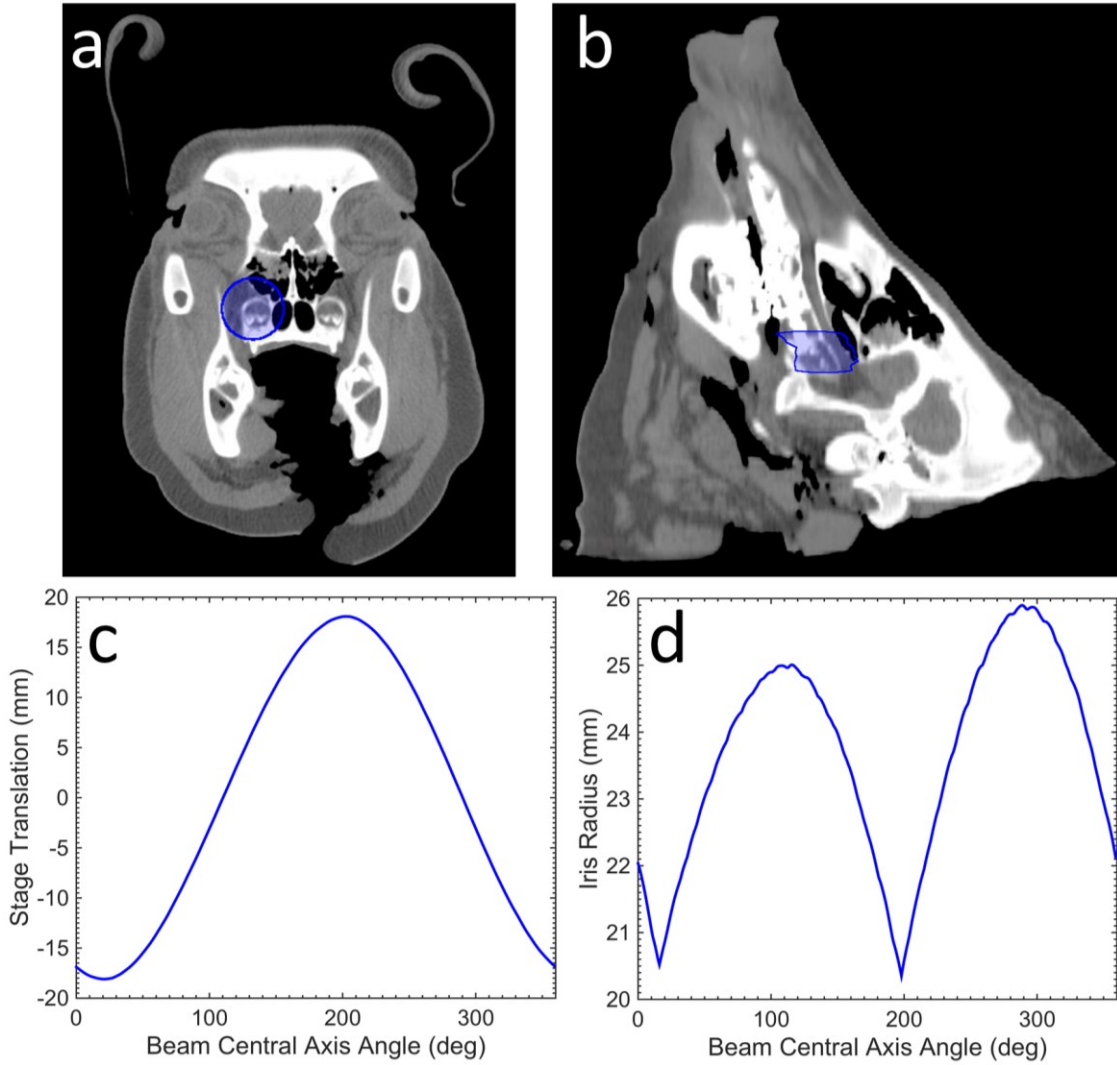 a
b
c
Stage Translation (mm)
20
15
10
5
0
-5
-10
-15
-20
0 100 200 300
Beam Central Axis Angle (deg)
d
Iris Radius (mm)
26
25
24
23
22
21
20
0 100 200 300
Beam Central Axis Angle (deg)